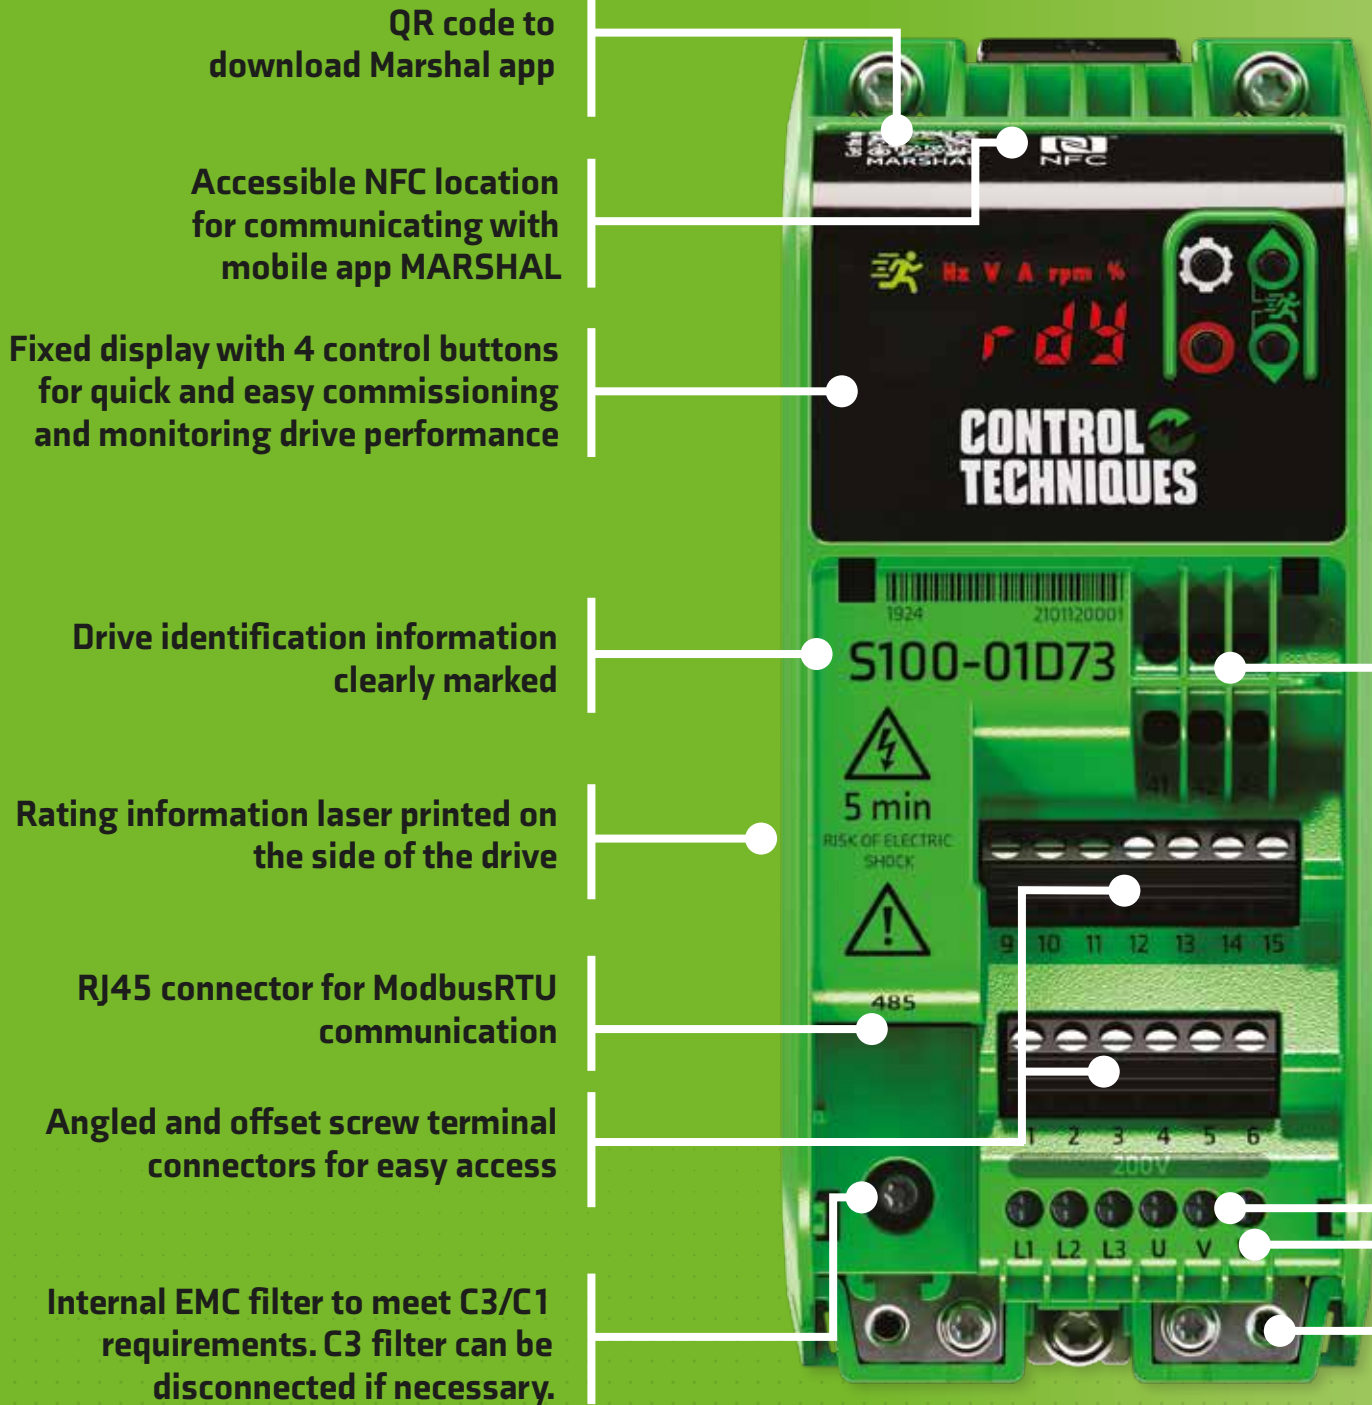 QR code to
download Marshal app
Accessible NFC location
for communicating with
mobile app MARSHAL
Fixed display with 4 control buttons
for quick and easy commissioning
and monitoring drive performance
Drive identification information
clearly marked
Rating information laser printed on
the side of the drive
RJ45 connector for ModbusRTU
communication
Angled and offset screw terminal
connectors for easy access
Internal EMC filter to meet C3/C1
requirements. C3 filter can be
disconnected if necessary.
MARSHAL
NFC
Hz V A rpm %
rdy
CONTROL
TECHNIQUES
1924 2101120001
S100-01D73
5 min
RISK OF ELECTRIC
SHOCK
41 42
9 10 11 12 13 14 15
485
1 2 3 4 5 6
200V
L1 L2 L3 U V